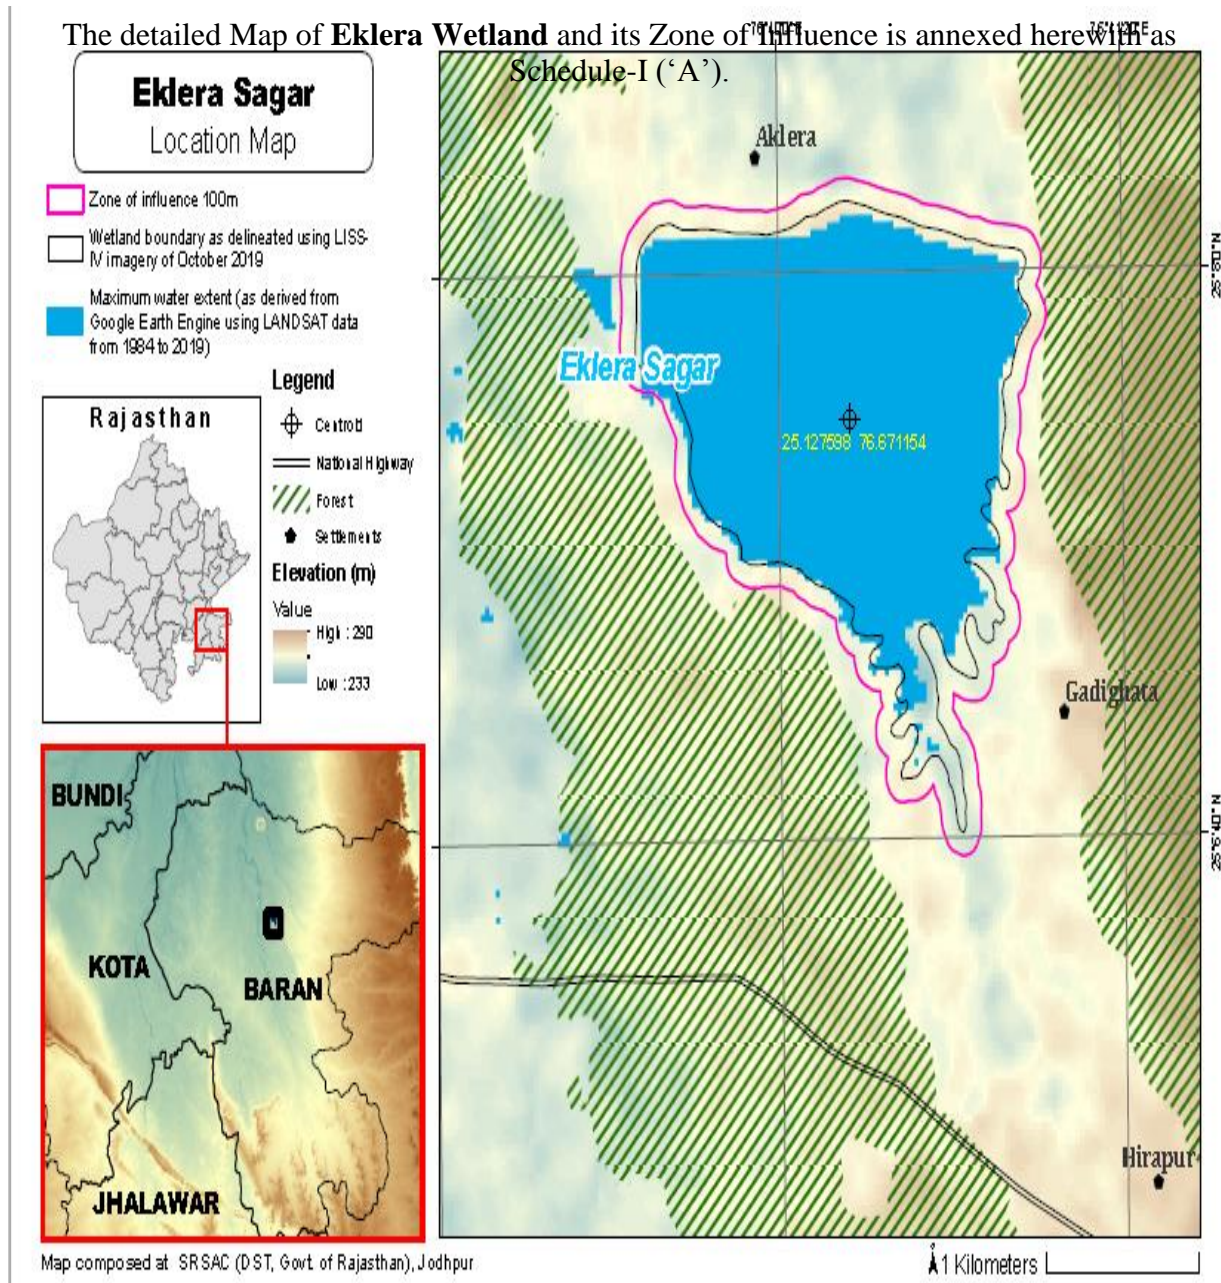 The detailed Map of Eklera Wetland and its Zone of Influence is annexed herewith as
Schedule-I (‘A’).
Eklera Sagar
Location Map
Zone of influence 100m
Wetland boundary as delineated using LISS-
IV imagery of October 2019
Maximum water extent (as derived from
Google Earth Engine using LANDSAT data
from 1984 to 2019)
Legend
Centroid
National Highway
Forest
Settlements
Elevation (m)
Value
High : 290
Low : 233
Rajasthan
BUNDI
KOTA
BARAN
JHALAWAR
Aklera
Eklera Sagar
25.127598 76.671154
Gadighata
Hirapur
25°6'40"N
Map composed at SRSAC (DST, Govt. of Rajasthan), Jodhpur
1 Kilometers